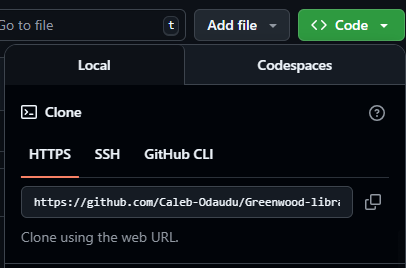 Go to file t Add file <> Code
Local Codespaces
Clone
HTTPS SSH GitHub CLI
https://github.com/Caleb-Odaudu/Greenwood-libra
Clone using the web URL.